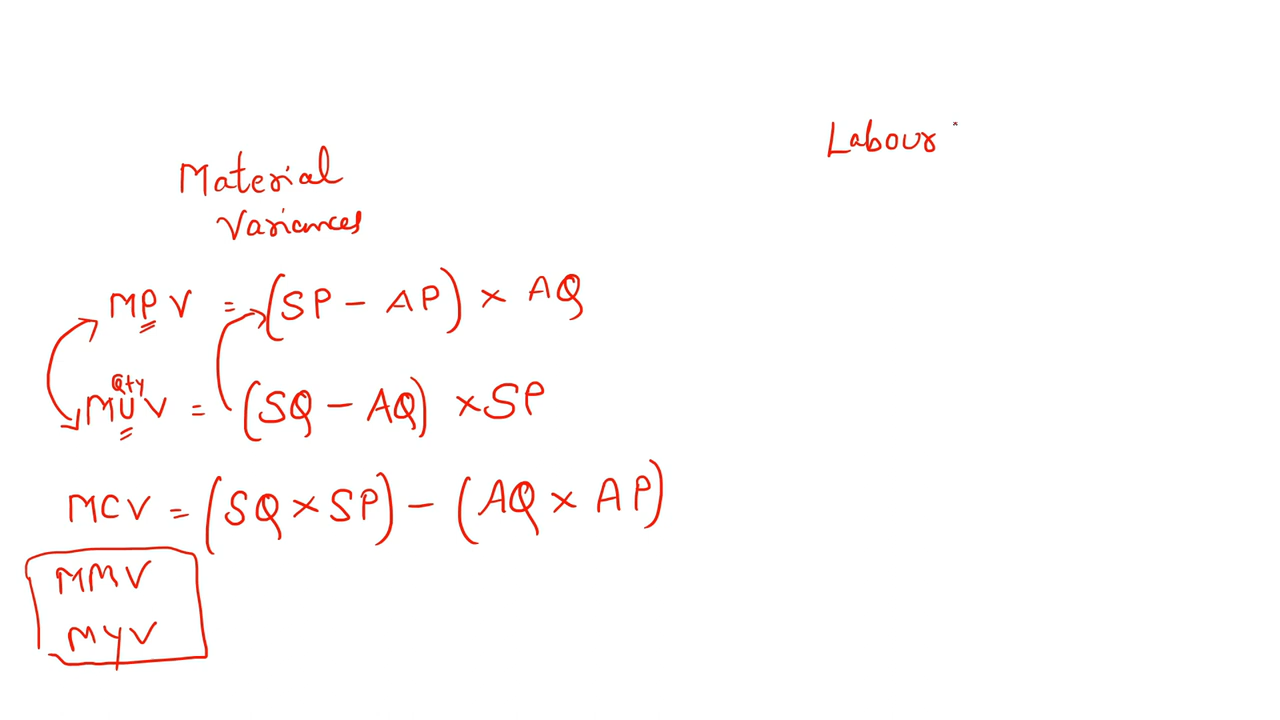 Material
Variances
MPV = (SP - AP) × AQ
Qty
MUV = (SQ - AQ) × SP
MCV = (SQ × SP) - (AQ × AP)
MMV
MYV
Labour